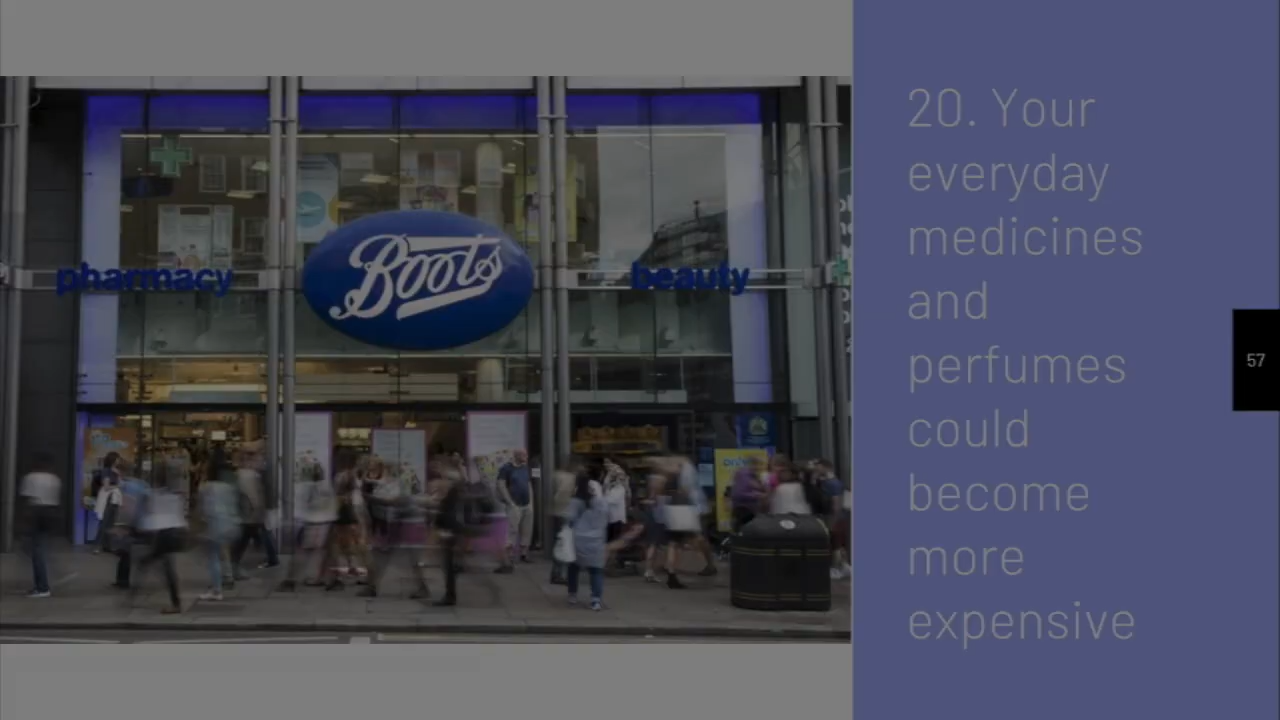 pharmacy
Boots
beauty
20. Your
everyday
medicines
and
perfumes
could
become
more
expensive
57